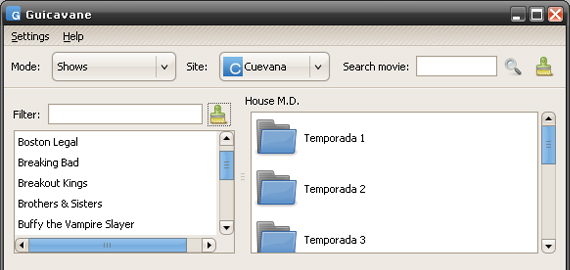 G Guicavane
Settings Help
Mode: Shows Site: C Cuevana Search movie:
House M.D.
Filter:
Boston Legal
Breaking Bad
Breakout Kings
Brothers & Sisters
Buffy the Vampire Slayer
Temporada 1
Temporada 2
Temporada 3